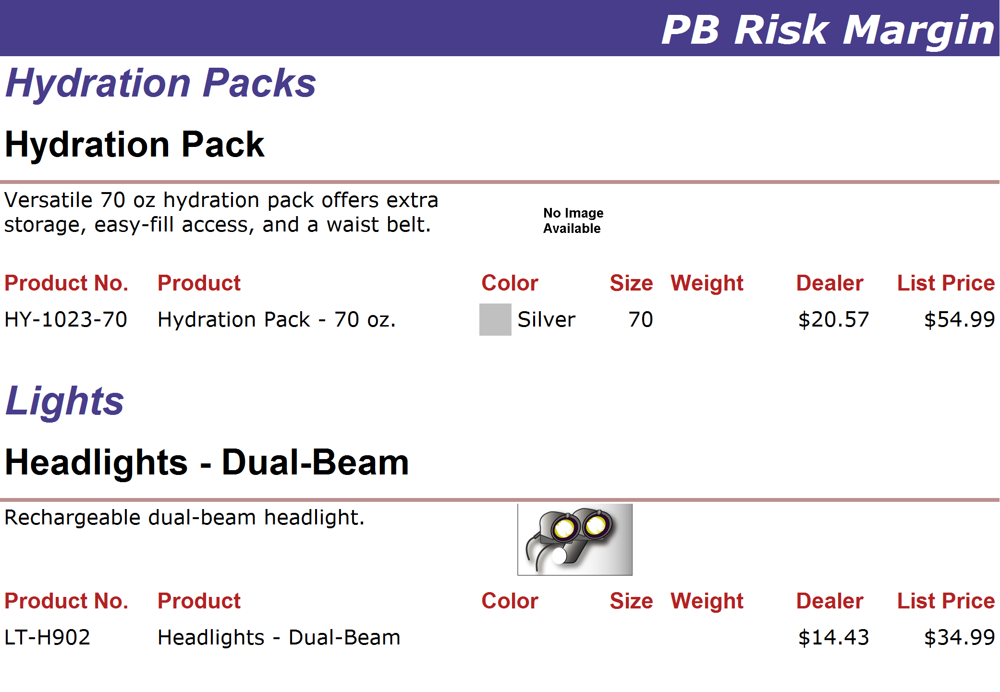 PB Risk Margin
Hydration Packs
Hydration Pack
Versatile 70 oz hydration pack offers extra
storage, easy-fill access, and a waist belt.
No Image
Available
Product No. Product Color Size Weight Dealer List Price
HY-1023-70 Hydration Pack - 70 oz. Silver 70 $20.57 $54.99
Lights
Headlights - Dual-Beam
Rechargeable dual-beam headlight.
Product No. Product Color Size Weight Dealer List Price
LT-H902 Headlights - Dual-Beam $14.43 $34.99